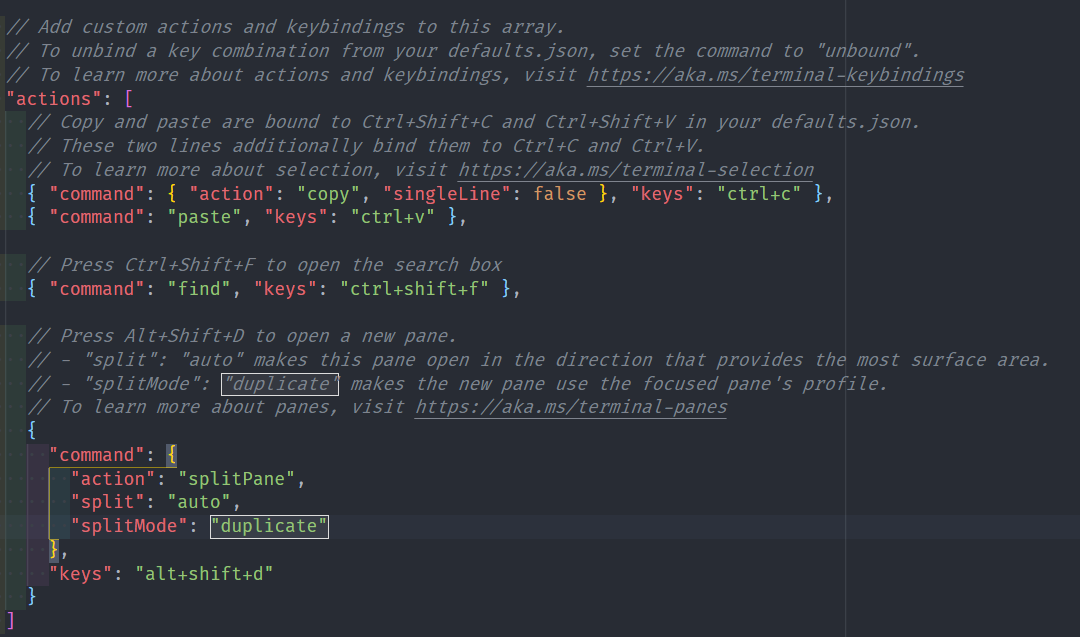 // Add custom actions and keybindings to this array.
// To unbind a key combination from your defaults.json, set the command to "unbound".
// To learn more about actions and keybindings, visit https://aka.ms/terminal-keybindings
"actions": [
// Copy and paste are bound to Ctrl+Shift+C and Ctrl+Shift+V in your defaults.json.
// These two lines additionally bind them to Ctrl+C and Ctrl+V.
// To learn more about selection, visit https://aka.ms/terminal-selection
{ "command": { "action": "copy", "singleLine": false }, "keys": "ctrl+c" },
{ "command": "paste", "keys": "ctrl+v" },
// Press Ctrl+Shift+F to open the search box
{ "command": "find", "keys": "ctrl+shift+f" },
// Press Alt+Shift+D to open a new pane.
// - "split": "auto" makes this pane open in the direction that provides the most surface area.
// - "splitMode": "duplicate" makes the new pane use the focused pane's profile.
// To learn more about panes, visit https://aka.ms/terminal-panes
{
"command": {
"action": "splitPane",
"split": "auto",
"splitMode": "duplicate"
},
"keys": "alt+shift+d"
}
]